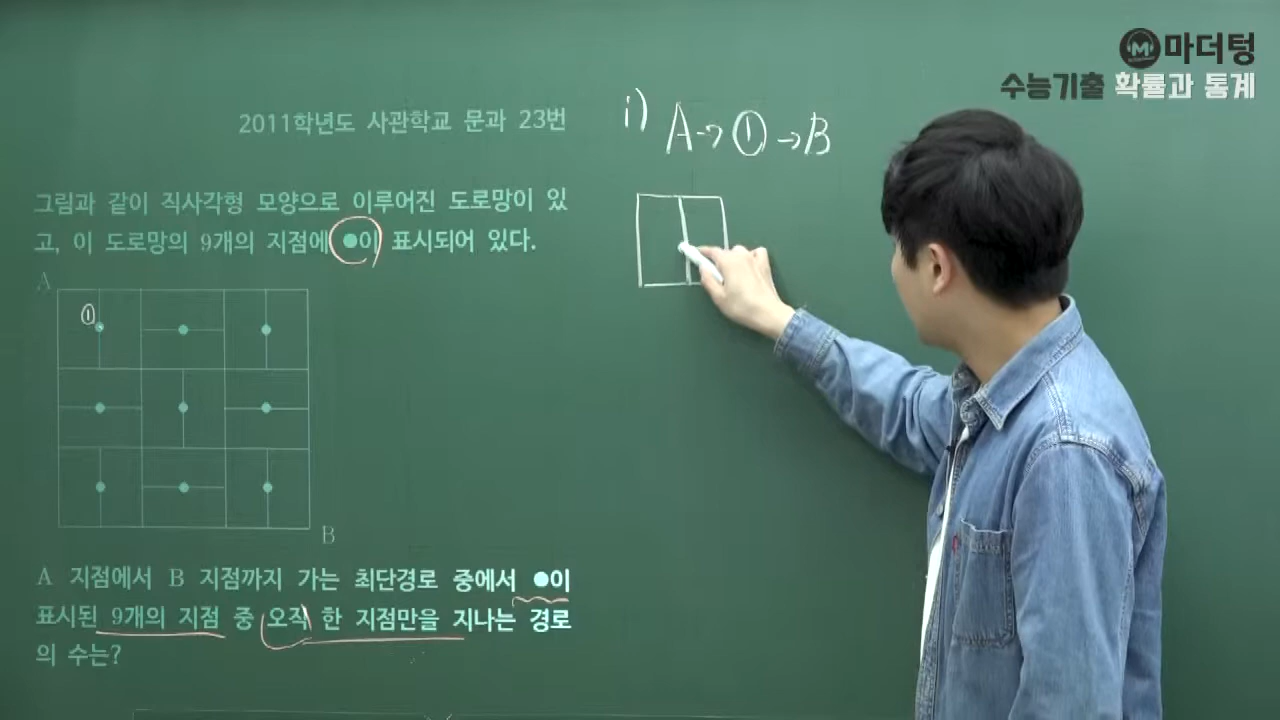 마더텅
수능기출 확률과 통계
2011학년도 사관학교 문과 23번
그림과 같이 직사각형 모양으로 이루어진 도로망이 있
고, 이 도로망의 9개의 지점에 ●이 표시되어 있다.
A
①
B
A 지점에서 B 지점까지 가는 최단경로 중에서 ●이
표시된 9개의 지점 중 오직 한 지점만을 지나는 경로
의 수는?
i) A → ① → B